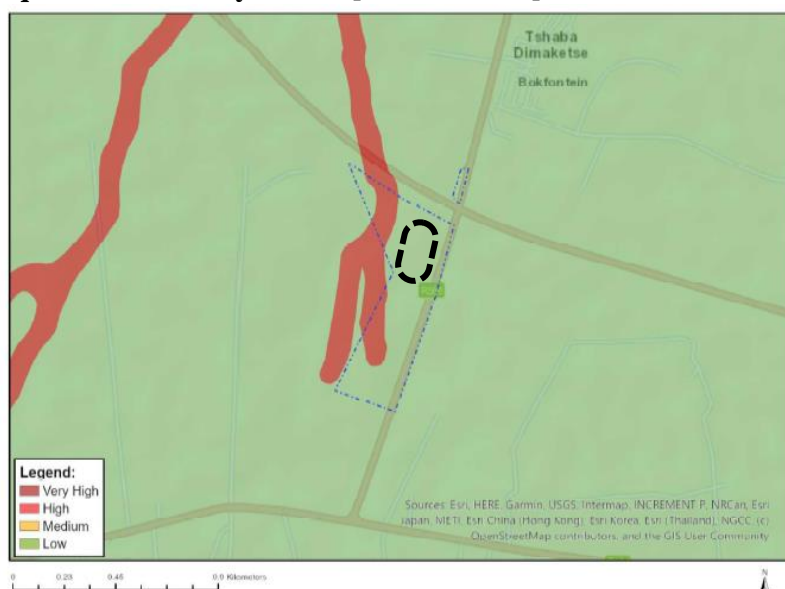 Tshaba
Dimaketse
Bokfontein
Legend:
Very High
High
Medium
Low
Sources: Esri, HERE, Garmin, USGS, Intermap, INCREMENT P, NRCan, Esri
Japan, METI, Esri China (Hong Kong), Esri Korea, Esri (Thailand), NGCC, (c)
OpenStreetMap contributors, and the GIS User Community
0 0.23 0.45 0.9 Kilometers
N